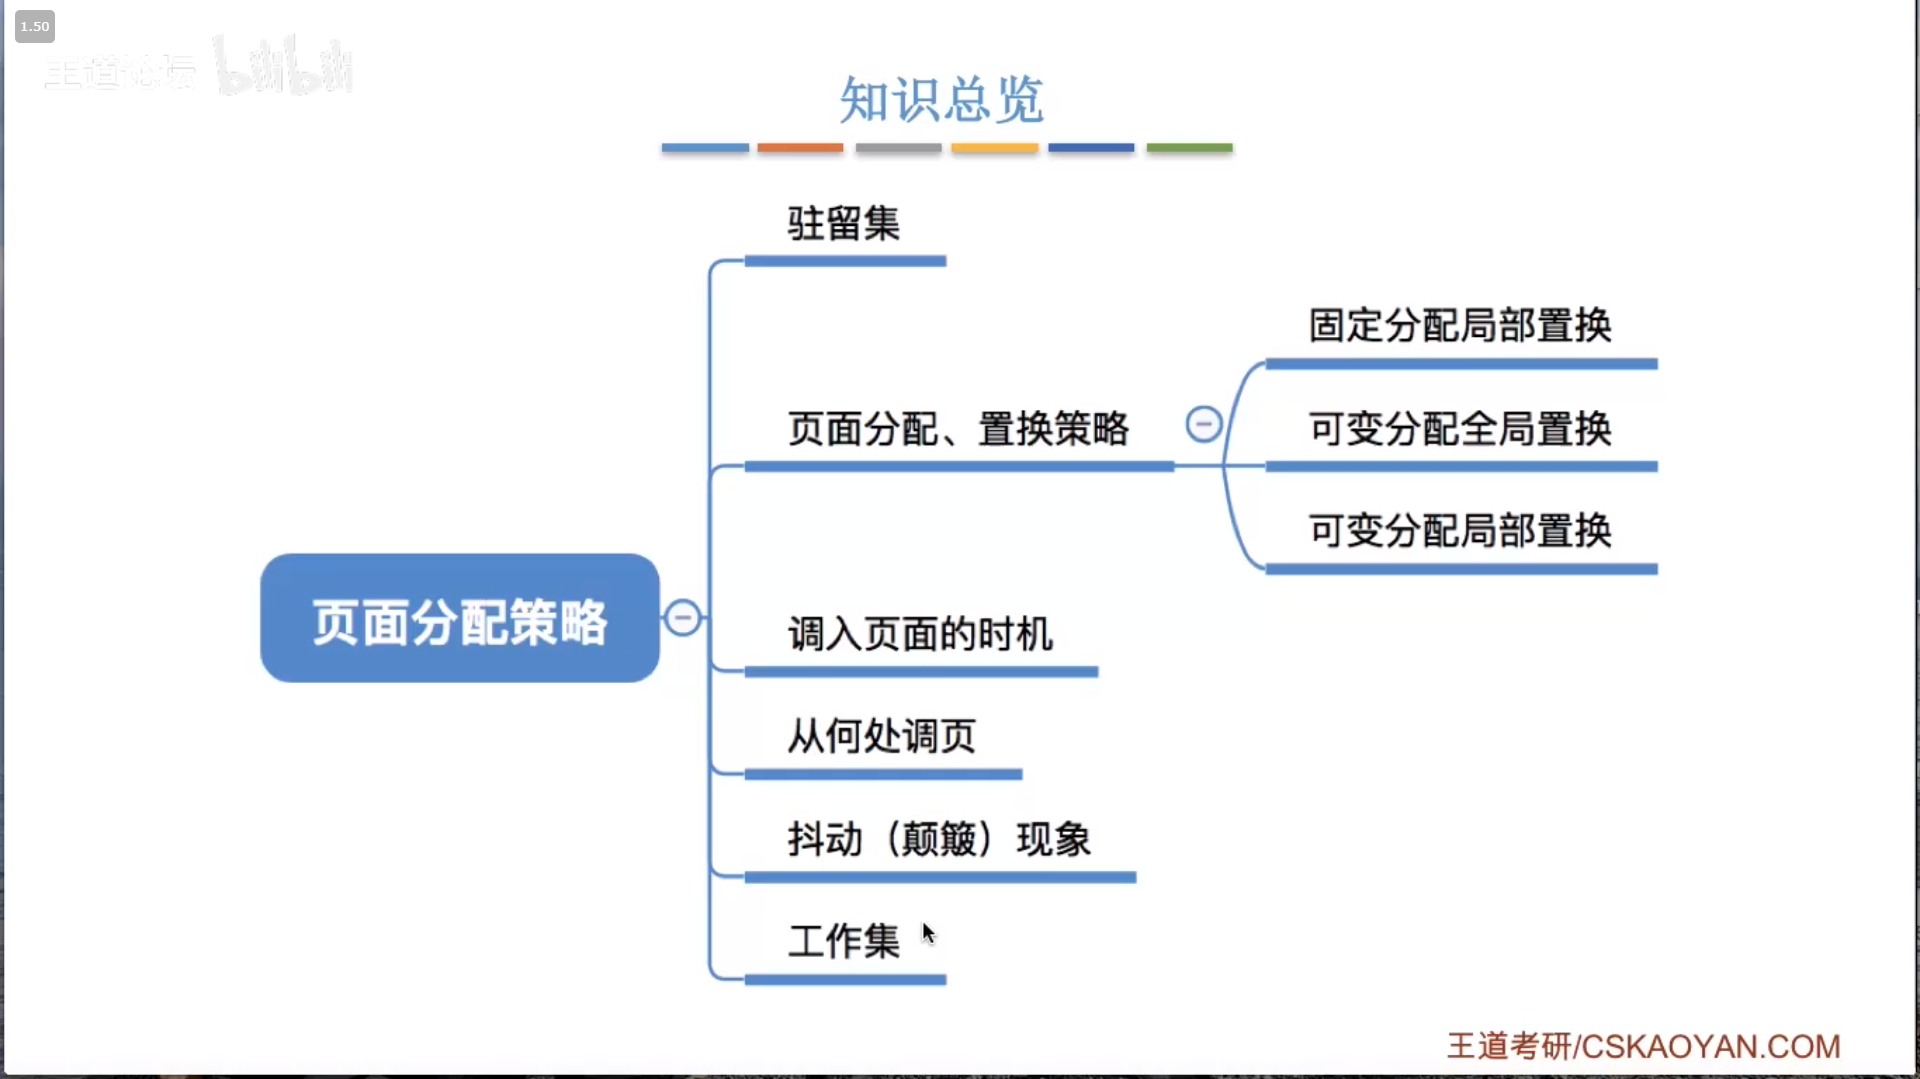 1.50
王道论坛 bilibili
知识总览
驻留集
固定分配局部置换
页面分配、置换策略
可变分配全局置换
可变分配局部置换
页面分配策略
调入页面的时机
从何处调页
抖动（颠簸）现象
工作集
王道考研/CSKAOYAN.COM